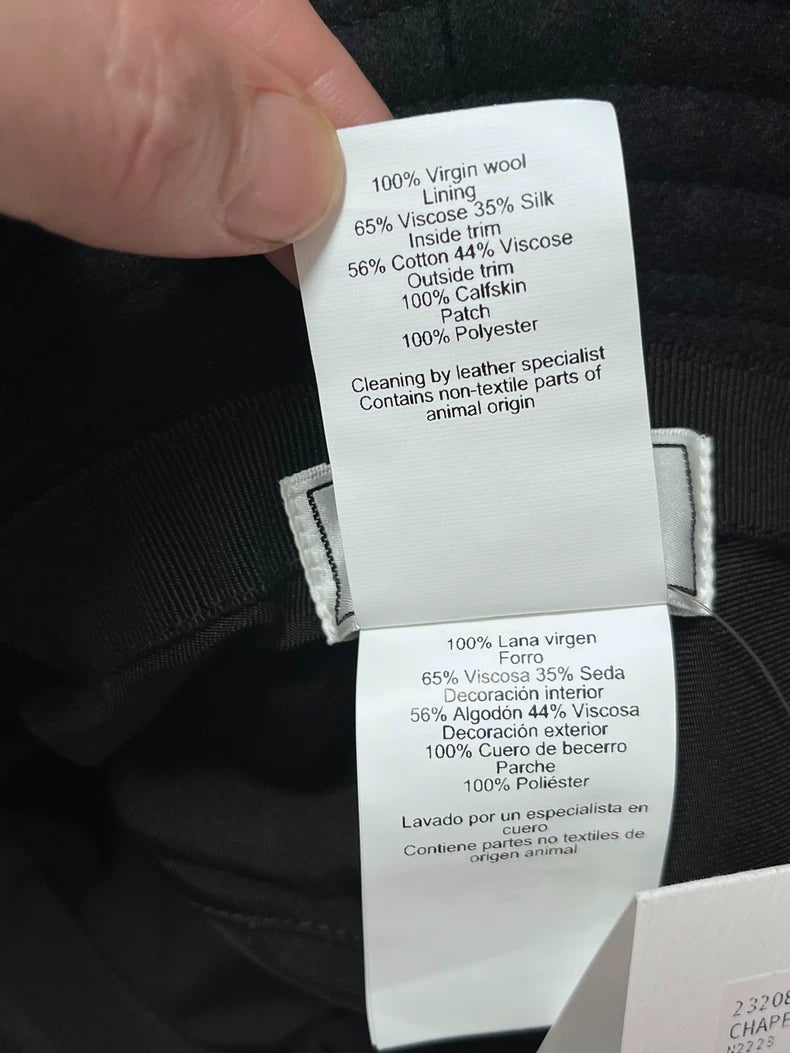 100% Virgin wool
Lining
65% Viscose 35% Silk
Inside trim
56% Cotton 44% Viscose
Outside trim
100% Calfskin
Patch
100% Polyester
Cleaning by leather specialist
Contains non-textile parts of
animal origin
100% Lana virgen
Forro
65% Viscosa 35% Seda
Decoración interior
56% Algodón 44% Viscosa
Decoración exterior
100% Cuero de becerro
Parche
100% Poliéster
Lavado por un especialista en
cuero
Contiene partes no textiles de
origen animal
23208
CHAPE